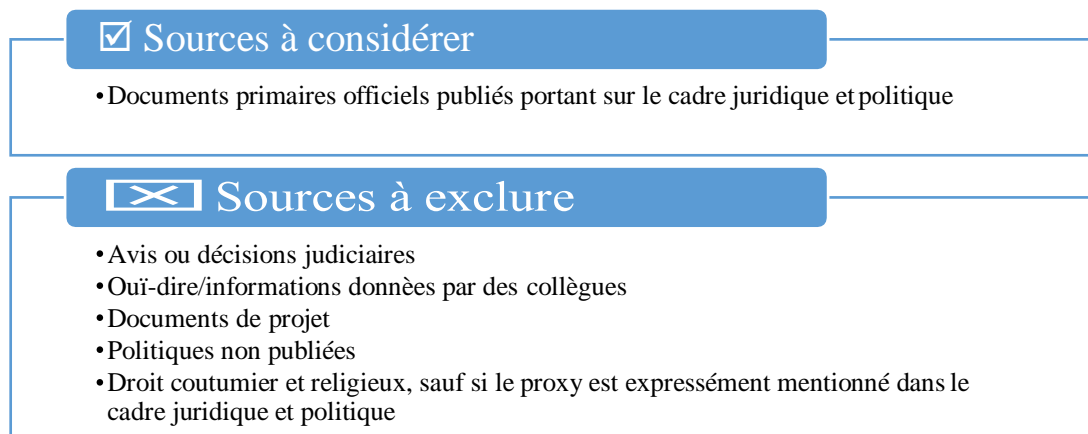 ☑ Sources à considérer
•Documents primaires officiels publiés portant sur le cadre juridique et politique
☒ Sources à exclure
•Avis ou décisions judiciaires
•Ouï-dire/informations donnèes par des collègues
•Documents de projet
•Politiques non publiées
•Droit coutumier et religieux, sauf si le proxy est expressément mentionné dans le
cadre juridique et politique